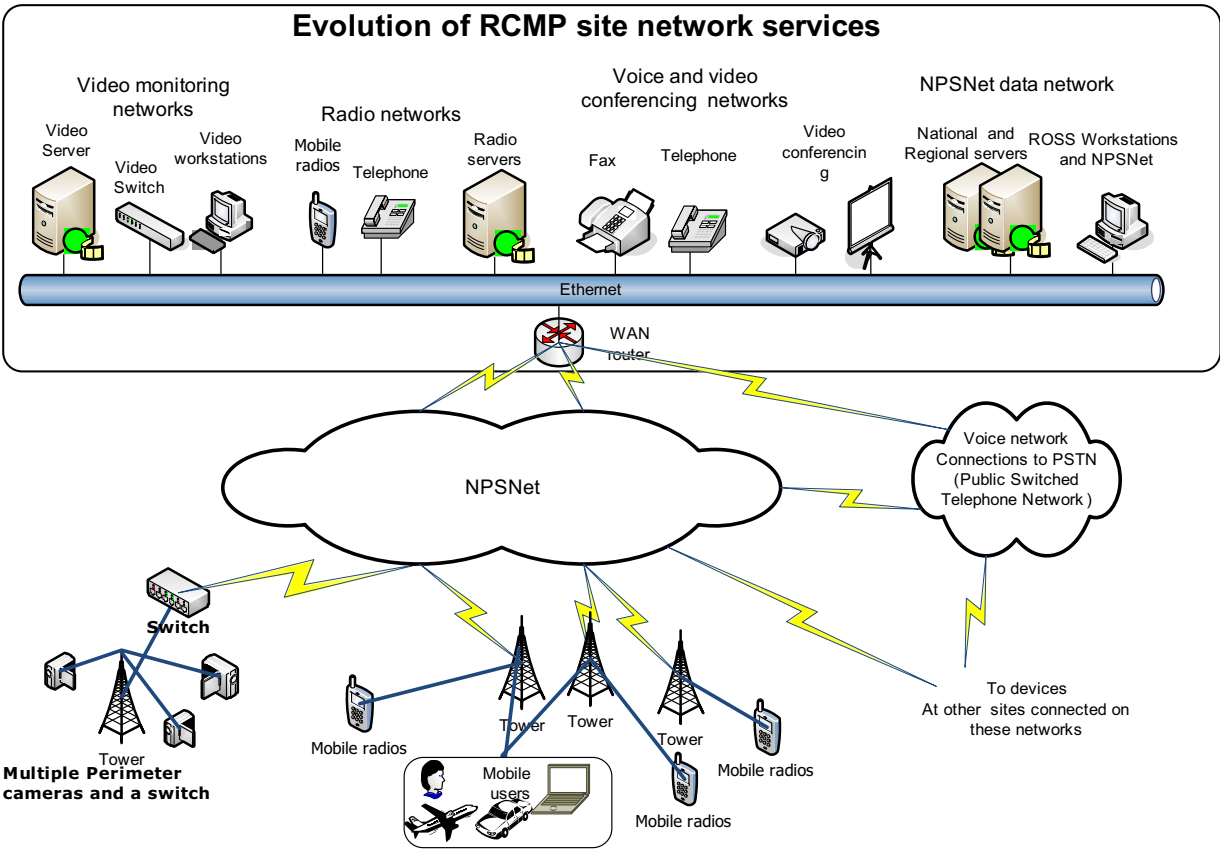 Evolution of RCMP site network services
Video monitoring
networks
Radio networks
Voice and video
conferencing networks
NPSNet data network
Video
Server
Video
Switch
Video
workstations
Mobile
radios
Telephone
Radio
servers
Fax
Telephone
Video
conferencin
g
National and
Regional servers
ROSS Workstations
and NPSNet
Ethernet
WAN
router
NPSNet
Voice network
Connections to PSTN
(Public Switched
Telephone Network)
Switch
Tower
Multiple Perimeter
cameras and a switch
Mobile radios
Tower
Tower
Tower
Mobile
users
Mobile radios
Mobile radios
To devices
At other sites connected on
these networks